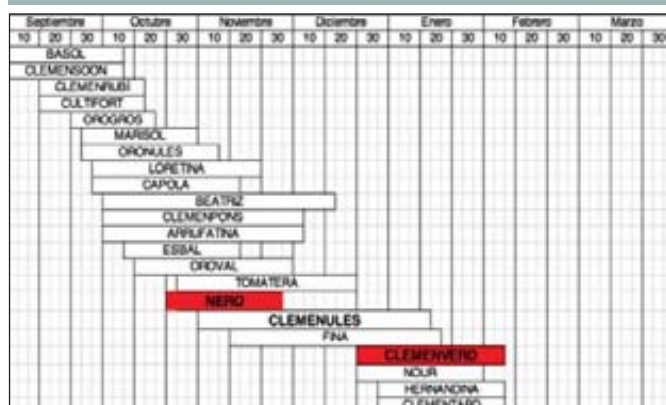 Septiembre Octubre Noviembre Diciembre Enero Febrero Marzo
10 20 30 10 20 30 10 20 30 10 20 30 10 20 30 10 20 30 10 20 30
BASOL
CLEMENSOON
CLEMENRUBÍ
CULTIFORT
OROGROS
MARISOL
ORONULES
LORETINA
CAPOLA
BEATRIZ
CLEMENPONS
ARRUFATINA
ESBAL
OROVAL
TOMATERA
NERO
CLEMENULES
FINA
CLEMENVERD
NOUR
HERNANDINA
CLEMENTARD